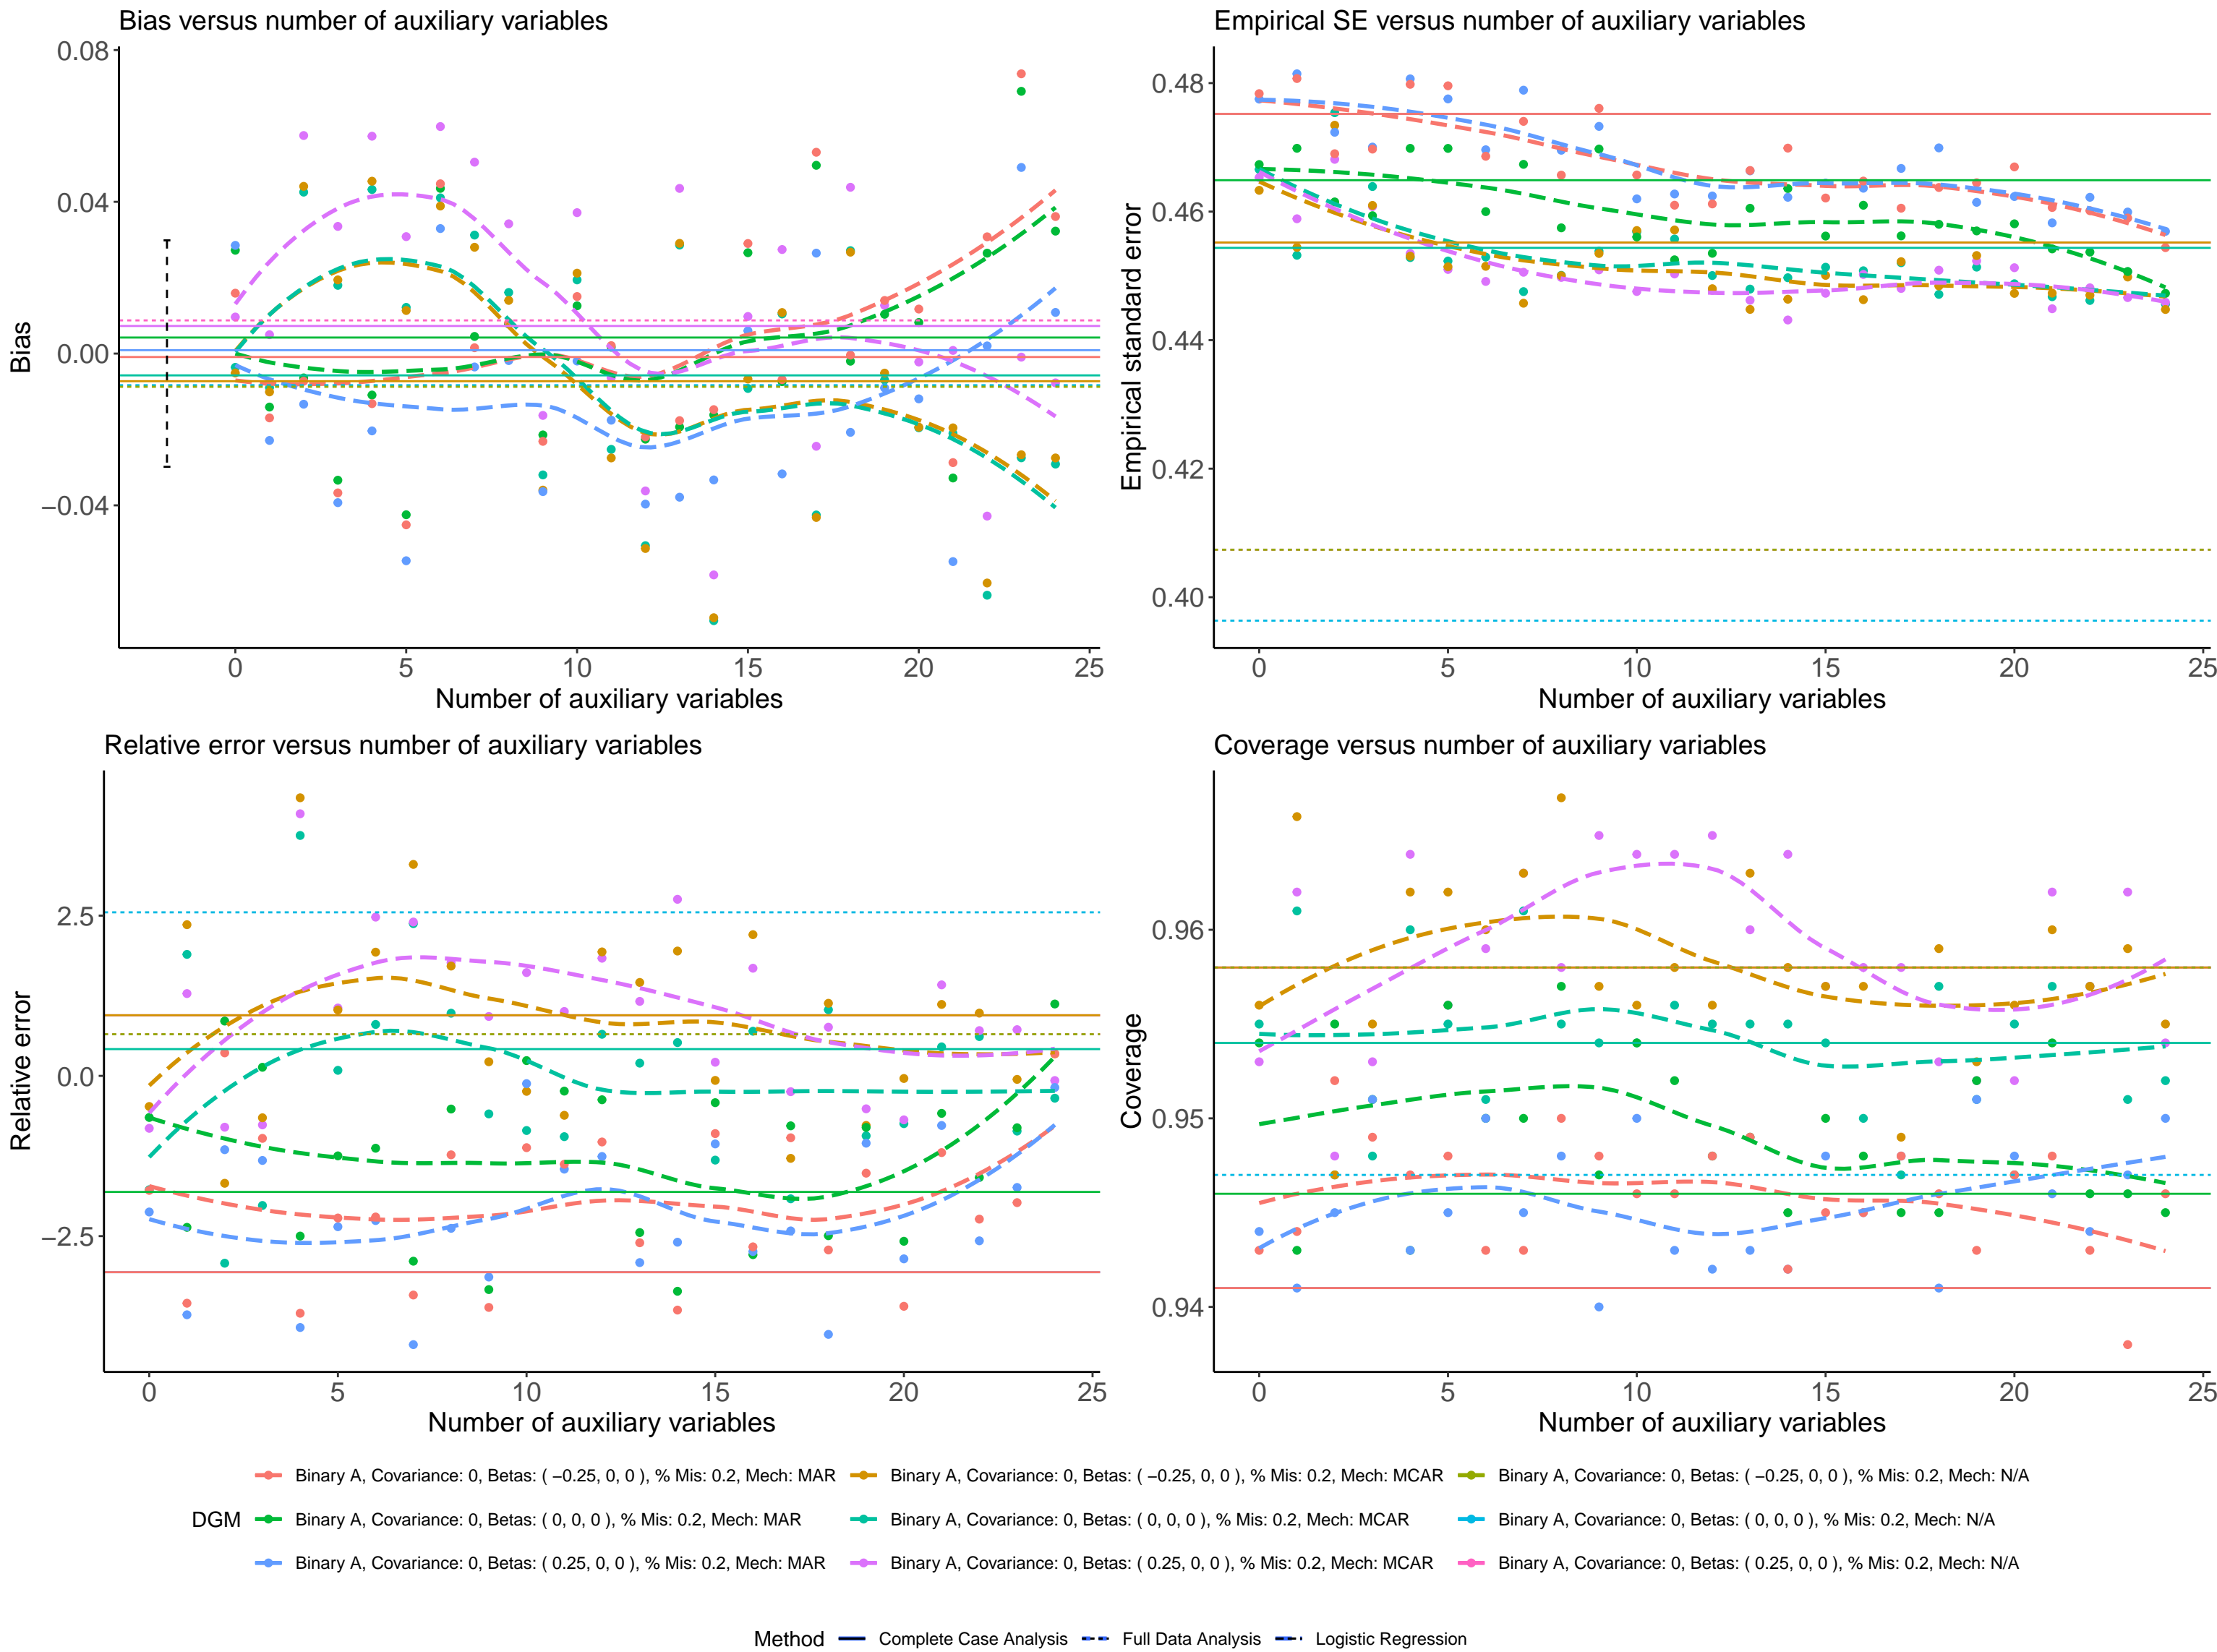 Bias versus number of auxiliary variables
Empirical SE versus number of auxiliary variables
0.08
0.04
0.00
−0.04
Bias
0 5 10 15 20 25
Number of auxiliary variables
0.48
0.46
0.44
0.42
0.40
Empirical standard error
0 5 10 15 20 25
Number of auxiliary variables
Relative error versus number of auxiliary variables
Coverage versus number of auxiliary variables
2.5
0.0
−2.5
Relative error
0 5 10 15 20 25
Number of auxiliary variables
0.96
0.95
0.94
Coverage
0 5 10 15 20 25
Number of auxiliary variables
DGM
Binary A, Covariance: 0, Betas: ( −0.25, 0, 0 ), % Mis: 0.2, Mech: MAR
Binary A, Covariance: 0, Betas: ( −0.25, 0, 0 ), % Mis: 0.2, Mech: MCAR
Binary A, Covariance: 0, Betas: ( −0.25, 0, 0 ), % Mis: 0.2, Mech: N/A
Binary A, Covariance: 0, Betas: ( 0, 0, 0 ), % Mis: 0.2, Mech: MAR
Binary A, Covariance: 0, Betas: ( 0, 0, 0 ), % Mis: 0.2, Mech: MCAR
Binary A, Covariance: 0, Betas: ( 0, 0, 0 ), % Mis: 0.2, Mech: N/A
Binary A, Covariance: 0, Betas: ( 0.25, 0, 0 ), % Mis: 0.2, Mech: MAR
Binary A, Covariance: 0, Betas: ( 0.25, 0, 0 ), % Mis: 0.2, Mech: MCAR
Binary A, Covariance: 0, Betas: ( 0.25, 0, 0 ), % Mis: 0.2, Mech: N/A
Method Complete Case Analysis Full Data Analysis Logistic Regression